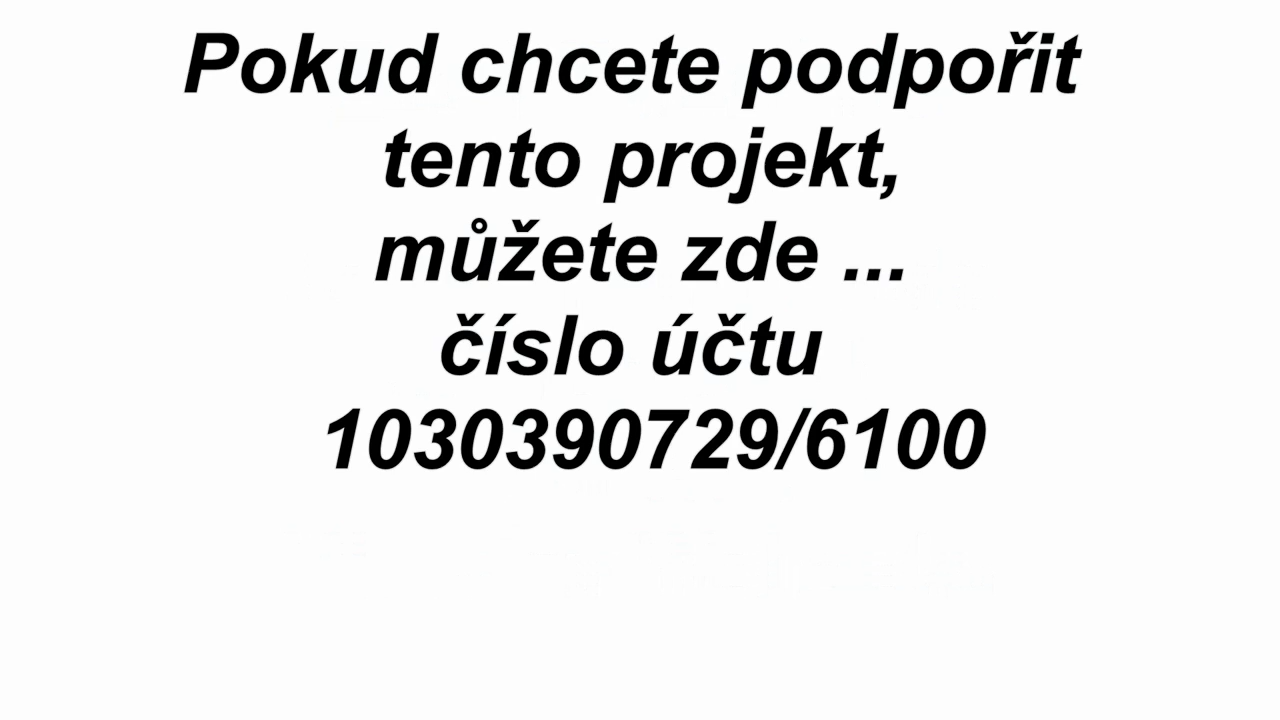 Pokud chcete podpořit
tento projekt,
můžete zde ...
číslo účtu
1030390729/6100